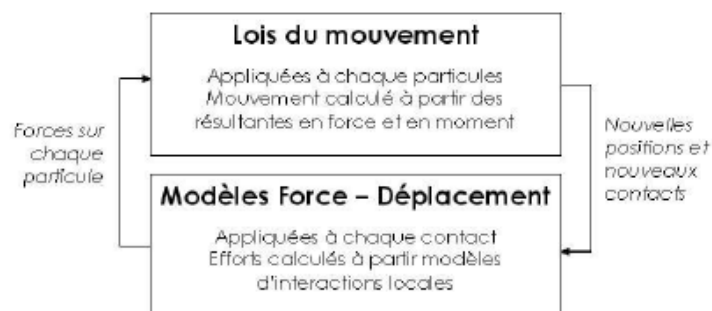 Lois du mouvement
Appliquées à chaque particules
Mouvement calculé à partir des
résultantes en force et en moment
Forces sur
chaque
particule
Nouvelles
positions et
nouveaux
contacts
Modèles Force – Déplacement
Appliquées à chaque contact
Efforts calculés à partir modèles
d'interactions locales